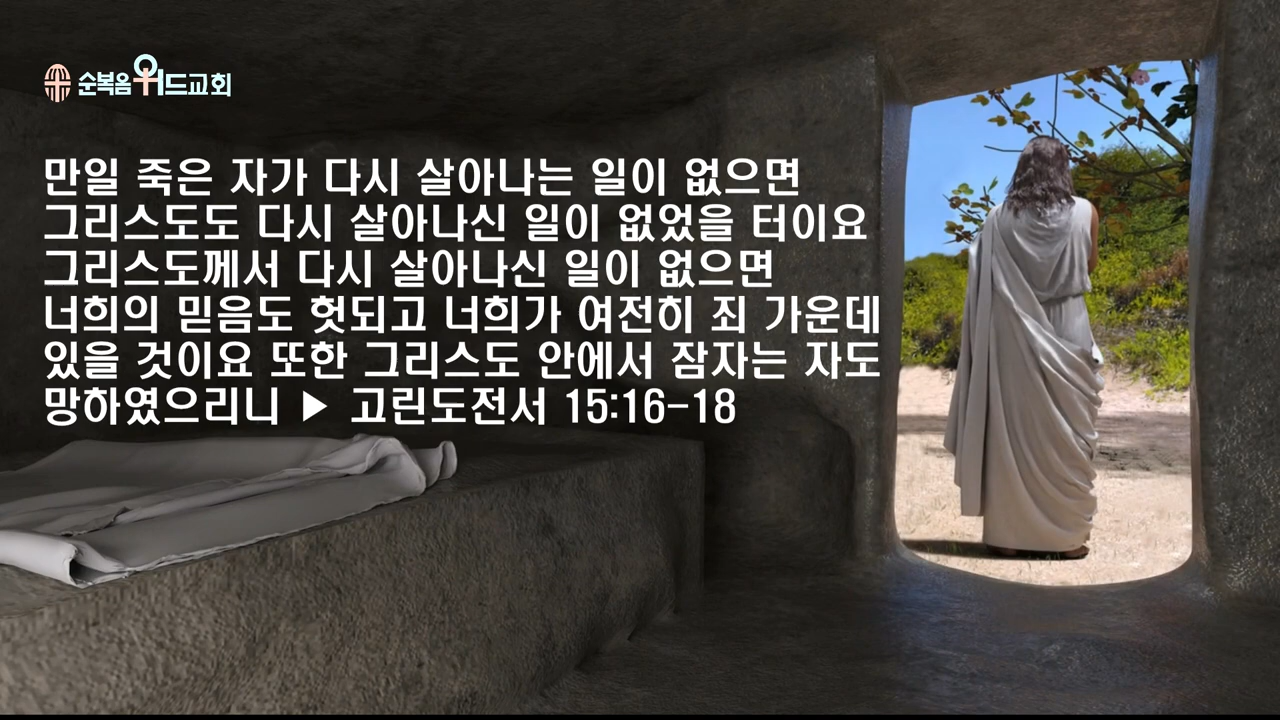 순복음워드교회
만일 죽은 자가 다시 살아나는 일이 없으면
그리스도도 다시 살아나신 일이 없었을 터이요
그리스도께서 다시 살아나신 일이 없으면
너희의 믿음도 헛되고 너희가 여전히 죄 가운데
있을 것이요 또한 그리스도 안에서 잠자는 자도
망하였으리니 ▶ 고린도전서 15:16-18